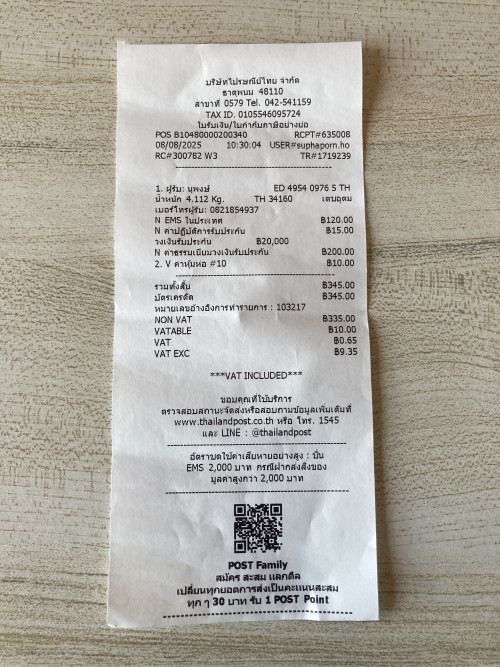 บริษัทไปรษณีย์ไทย จำกัด
ธาตุพนม 48110
สาขาที่ 0579 Tel. 042-541159
TAX ID. 0105546095724
ใบรับเงิน/ใบกำกับภาษีอย่างย่อ
POS B10480000200340 RCPT#635008
08/08/2025 10:30:04 USER#suphaporn.ho
RC#300782 W3 TR#1719239
1. ผู้รับ: นุพงษ์ ED 4954 0976 5 TH
น้ำหนัก 4.112 Kg. TH 34160 เดชอุดม
เบอร์โทรผู้รับ: 0821854937
N EMS ในประเทศ ฿120.00
N ค่าปฏิบัติการรับประกัน ฿15.00
วงเงินรับประกัน ฿20,000
N ค่าธรรมเนียมวงเงินรับประกัน ฿200.00
2. V ค่าหุ้มห่อ #10 ฿10.00
รวมทั้งสิ้น ฿345.00
บัตรเครดิต ฿345.00
หมายเลขอ้างอิงการทำรายการ : 103217
NON VAT ฿335.00
VATABLE ฿10.00
VAT ฿0.65
VAT EXC ฿9.35
***VAT INCLUDED***
ขอบคุณที่ใช้บริการ
ตรวจสอบสถานะจัดส่งหรือสอบถามข้อมูลเพิ่มเติมที่
www.thailandpost.co.th หรือ โทร. 1545
และ LINE : @thailandpost
อัตราชดใช้ค่าเสียหายอย่างสูง : ชิ้น
EMS 2,000 บาท กรณีฝากส่งสิ่งของ
มูลค่าสูงกว่า 2,000 บาท
POST Family
สมัคร สะสม แลกดีล
เปลี่ยนทุกยอดการส่งเป็นคะแนนสะสม
ทุก ๆ 30 บาท รับ 1 POST Point